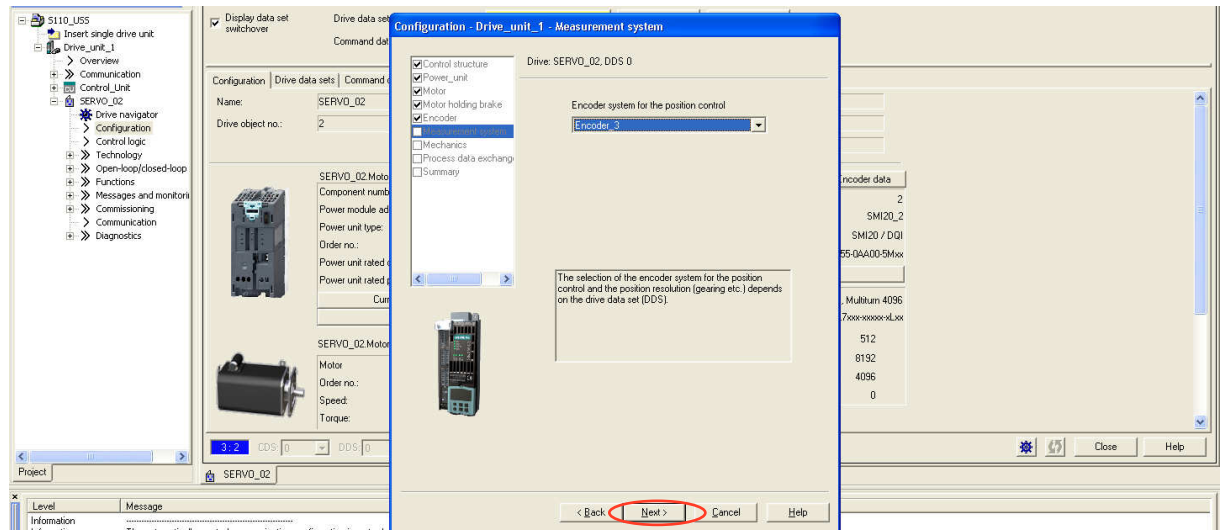 S110_USS
Insert single drive unit
Drive_unit_1
Overview
Communication
Control_Unit
SERVO_02
Drive navigator
Configuration
Control logic
Technology
Open-loop/closed-loop
Functions
Messages and monitori
Commissioning
Communication
Diagnostics
Project
Display data set
switchover
Drive data set
Command dat
Configuration
Drive data sets
Command
Name:
SERVO_02
Drive object no.:
2
SERVO_02.Moto
Component numb
Power module ad
Power unit type:
Order no.:
Power unit rated
Power unit rated p
Curr
SERVO_02.Motor
Motor
Order no.:
Speed:
Torque:
3:2
CDS:
0
DDS:
0
SERVO_02
Configuration - Drive_unit_1 - Measurement system
Control structure
Power_unit
Motor
Motor holding brake
Encoder
Measurement system
Mechanics
Process data exchang
Summary
Drive: SERVO_02, DDS 0
Encoder system for the position control
Encoder_3
The selection of the encoder system for the position
control and the position resolution (gearing etc.) depends
on the drive data set (DDS).
< Back
Next >
Cancel
Help
Encoder data
2
SMI20_2
SMI20 / DQI
55-0AA00-5Mxx
, Multiturn 4096
7xxx-xxxxx-xLxx
512
8192
4096
0
Close
Help
Level
Message
Information